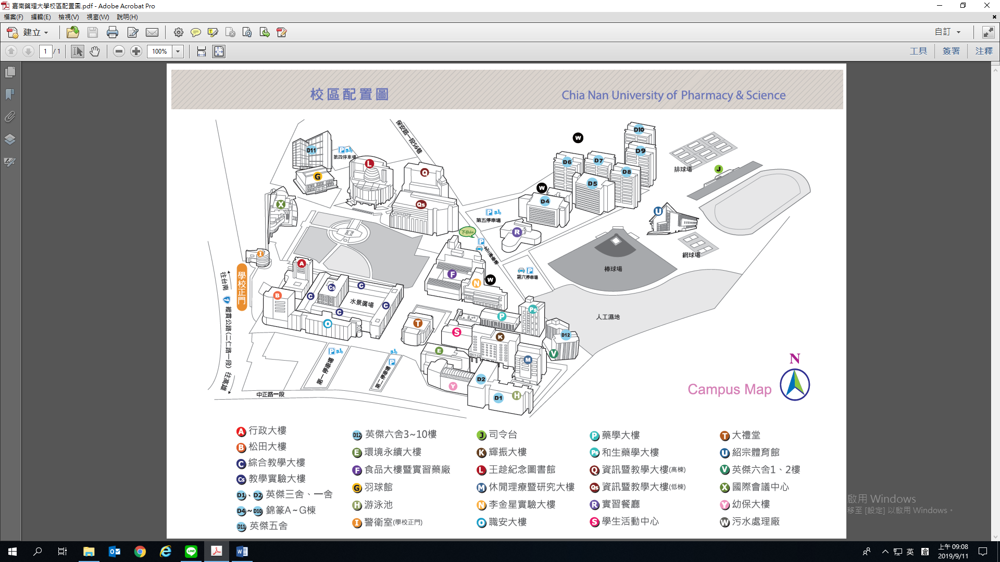 嘉南藥理大學校區配置圖.pdf - Adobe Acrobat Pro
檔案(F) 編輯(E) 檢視(V) 視窗(W) 說明(H)
建立
自訂
1 / 1
100%
工具 簽署 注釋
校區配置圖
Chia Nan University of Pharmacy & Science
保安路一段56巷
D10
W
D11
P
第四停車場
D9
L
D6
D7
排球場
J
Q
D8
G
D5
W
D4
X
Qs
P
第五停車場
U
T-Bike
R
P
第三停車場
I
網球場
A
學校正門
往台南
1
縱貫公路(二仁路一段) 往高雄
F
P
第六停車場
棒球場
N
W
C
Cs
B
C
水景廣場
C
C
O
T
P
Ps
人工濕地
S
K
D12
V
E
M
P
第一停車場
P
第二停車場
Y
D2
D1
H
中正路一段
N
Campus Map
A 行政大樓
B 松田大樓
C 綜合教學大樓
Cs 教學實驗大樓
D1、D2 英傑三舍、一舍
D4~D10 錦篆A~G棟
D11 英傑五舍
D12 英傑六舍3~10樓
E 環境永續大樓
F 食品大樓暨實習藥廠
G 羽球館
H 游泳池
I 警衛室(學校正門)
J 司令台
K 輝振大樓
L 王趁紀念圖書館
M 休閒理療暨研究大樓
N 李金星實驗大樓
O 職安大樓
P 藥學大樓
Ps 和生藥學大樓
Q 資訊暨教學大樓(高棟)
Qs 資訊暨教學大樓(低棟)
R 實習餐廳
S 學生活動中心
T 大禮堂
U 紹宗體育館
V 英傑六舍1、2樓
X 國際會議中心
Y 幼保大樓
W 污水處理廠
啟用 Windows
移至 [設定] 以啟用 Windows。
英
上午 09:08
2019/9/11